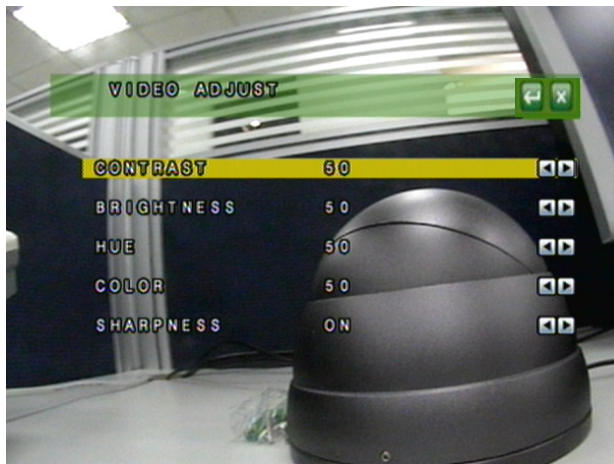 VIDEO ADJUST
CONTRAST 50
BRIGHTNESS 50
HUE 50
COLOR 50
SHARPNESS ON